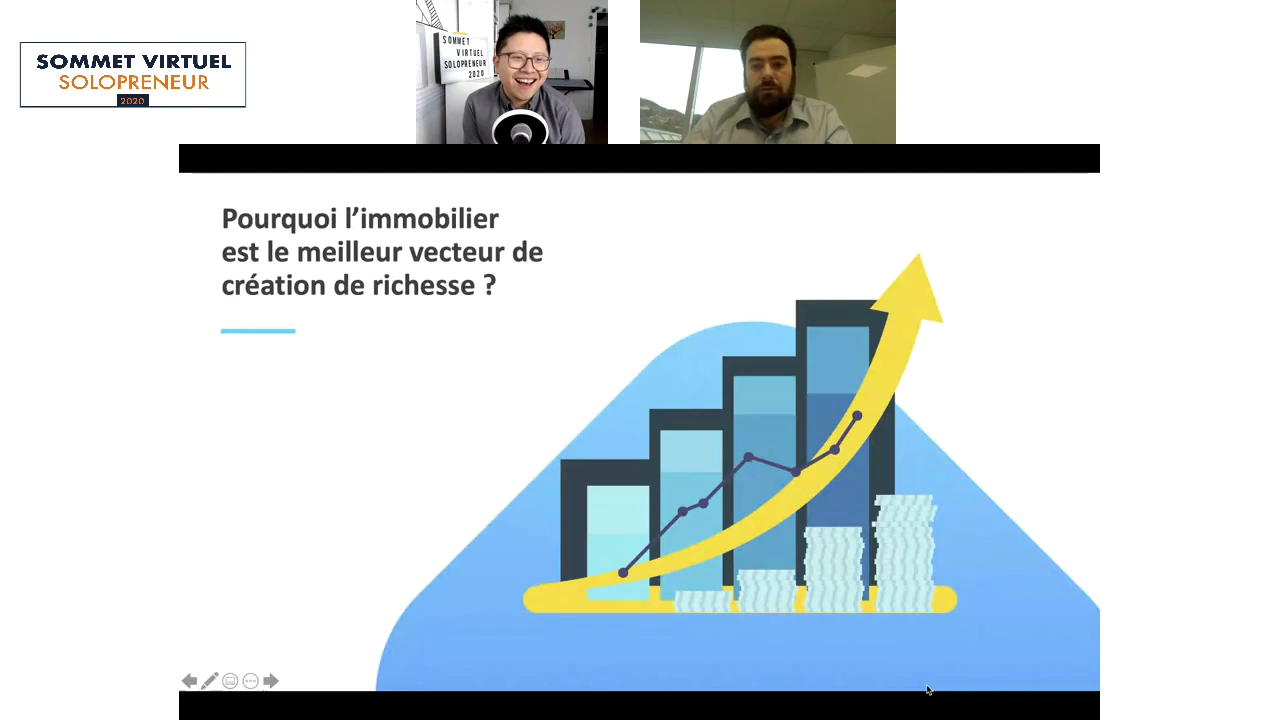 SOMMET VIRTUEL
SOLOPRENEUR
2020
SOMMET
VIRTUEL
SOLOPRENEUR
2020
Pourquoi l’immobilier
est le meilleur vecteur de
création de richesse ?